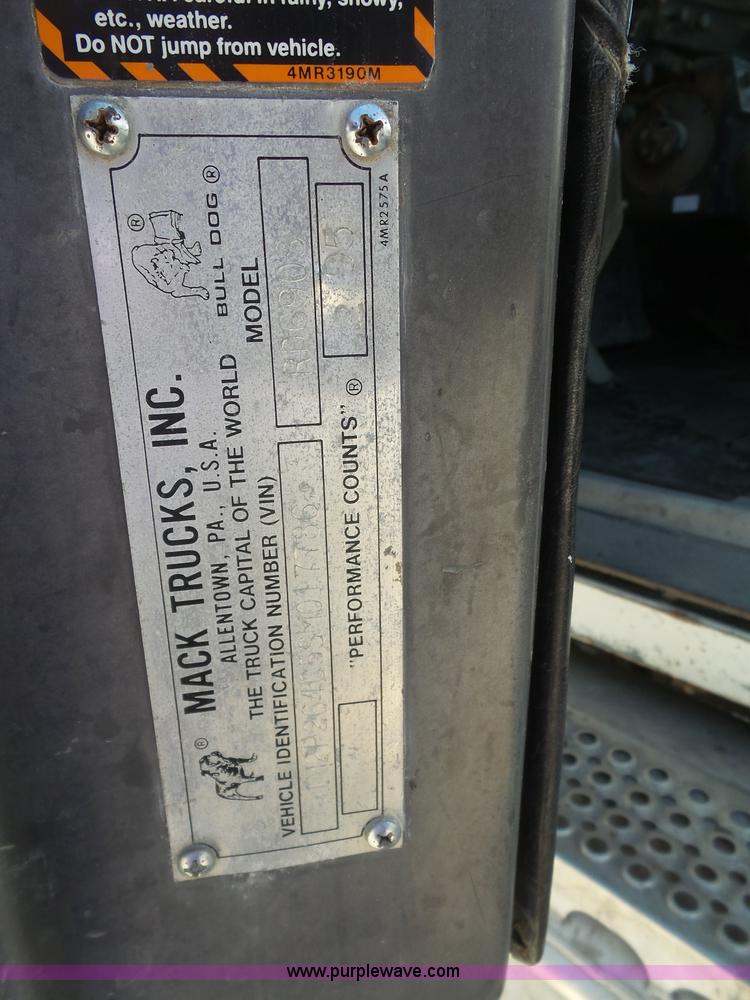 etc., weather.
Do NOT jump from vehicle.
4MR3190M
MACK TRUCKS, INC.
ALLENTOWN, PA., U.S.A.
THE TRUCK CAPITAL OF THE WORLD
BULL DOG ®
®
®
VEHICLE IDENTIFICATION NUMBER (VIN)
MODEL
RD690S
"PERFORMANCE COUNTS" ®
4MR2575A
www.purplewave.com